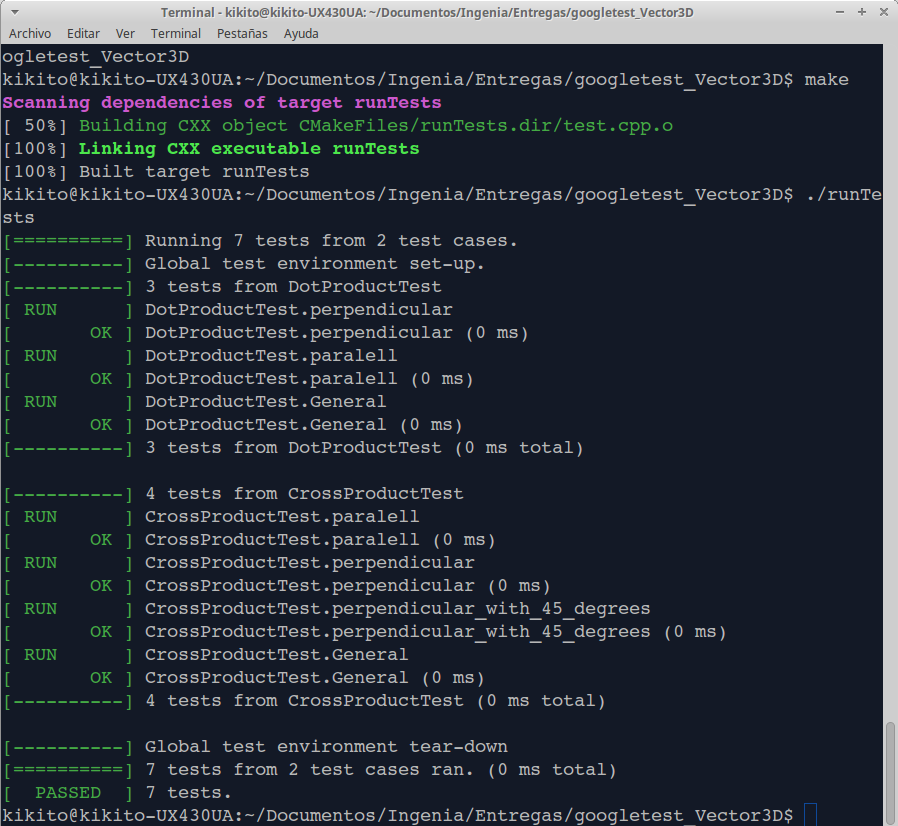 Terminal - kikito@kikito-UX430UA: ~/Documentos/Ingenia/Entregas/googletest_Vector3D
Archivo Editar Ver Terminal Pestañas Ayuda
ogletest_Vector3D
kikito@kikito-UX430UA:~/Documentos/Ingenia/Entregas/googletest_Vector3D$ make
Scanning dependencies of target runTests
[ 50%] Building CXX object CMakeFiles/runTests.dir/test.cpp.o
[100%] Linking CXX executable runTests
[100%] Built target runTests
kikito@kikito-UX430UA:~/Documentos/Ingenia/Entregas/googletest_Vector3D$ ./runTe
sts
[==========] Running 7 tests from 2 test cases.
[----------] Global test environment set-up.
[----------] 3 tests from DotProductTest
[ RUN      ] DotProductTest.perpendicular
[       OK ] DotProductTest.perpendicular (0 ms)
[ RUN      ] DotProductTest.paralell
[       OK ] DotProductTest.paralell (0 ms)
[ RUN      ] DotProductTest.General
[       OK ] DotProductTest.General (0 ms)
[----------] 3 tests from DotProductTest (0 ms total)
[----------] 4 tests from CrossProductTest
[ RUN      ] CrossProductTest.paralell
[       OK ] CrossProductTest.paralell (0 ms)
[ RUN      ] CrossProductTest.perpendicular
[       OK ] CrossProductTest.perpendicular (0 ms)
[ RUN      ] CrossProductTest.perpendicular_with_45_degrees
[       OK ] CrossProductTest.perpendicular_with_45_degrees (0 ms)
[ RUN      ] CrossProductTest.General
[       OK ] CrossProductTest.General (0 ms)
[----------] 4 tests from CrossProductTest (0 ms total)
[----------] Global test environment tear-down
[==========] 7 tests from 2 test cases ran. (0 ms total)
[  PASSED  ] 7 tests.
kikito@kikito-UX430UA:~/Documentos/Ingenia/Entregas/googletest_Vector3D$